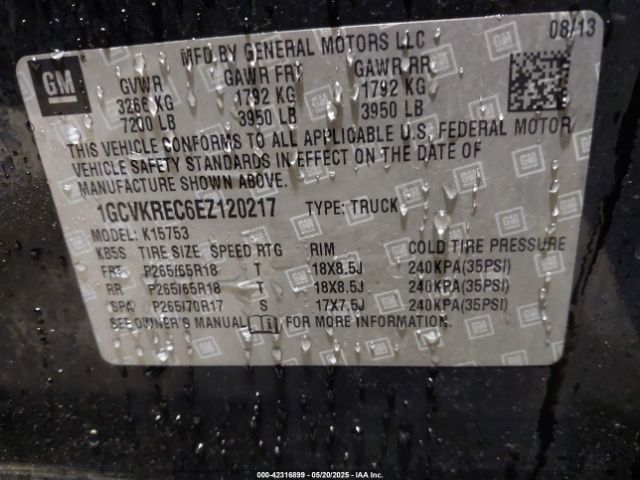 GM
MFD BY GENERAL MOTORS LLC 08/13
GVWR GAWR FRT GAWR RR
3266 KG 1792 KG 1792 KG
7200 LB 3950 LB 3950 LB
THIS VEHICLE CONFORMS TO ALL APPLICABLE U.S. FEDERAL MOTOR
VEHICLE SAFETY STANDARDS IN EFFECT ON THE DATE OF
MANUFACTURE SHOWN ABOVE.
1GCVKREC6EZ120217 TYPE: TRUCK
MODEL: K15753
KB5S TIRE SIZE SPEED RTG RIM COLD TIRE PRESSURE
FRT P265/65R18 T 18X8.5J 240KPA(35PSI)
RR P265/65R18 T 18X8.5J 240KPA(35PSI)
SPA P265/70R17 S 17X7.5J 240KPA(35PSI)
SEE OWNER'S MANUAL FOR MORE INFORMATION.
000-42316899 05/20/2025 ©IAA, Inc.